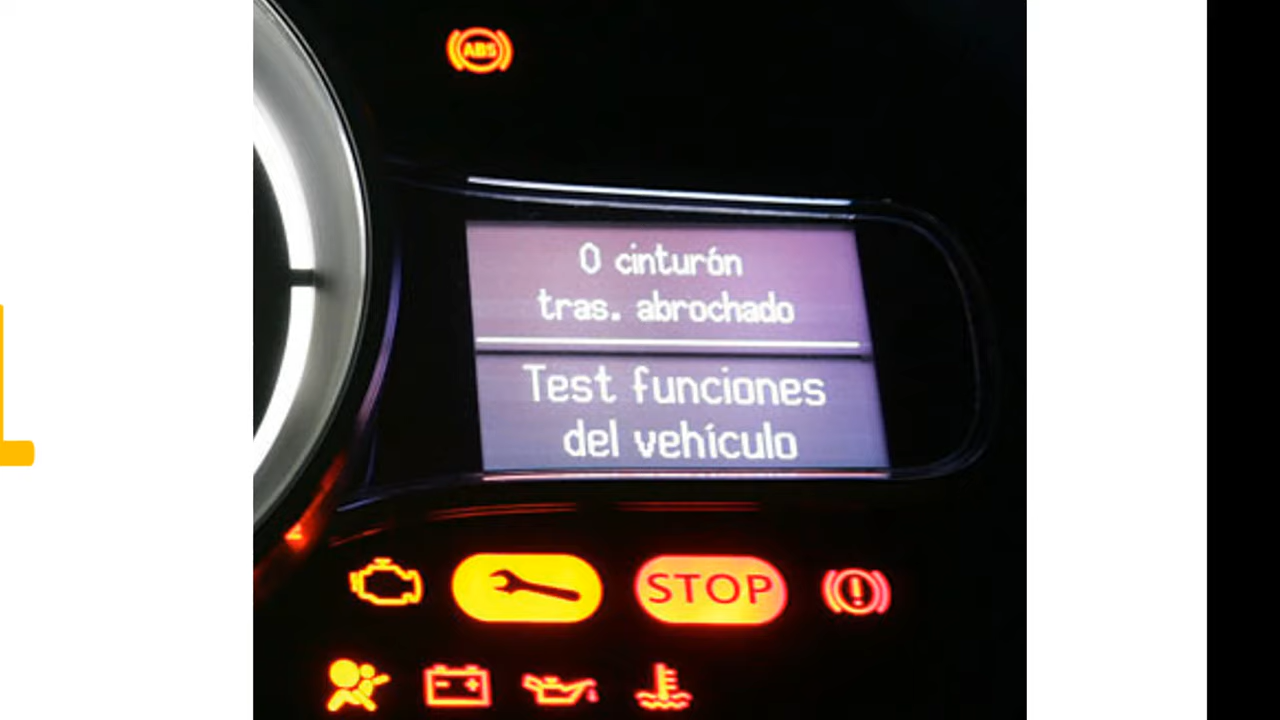 ABS
0 cinturón
tras. abrochado
Test funciones
del vehículo
STOP